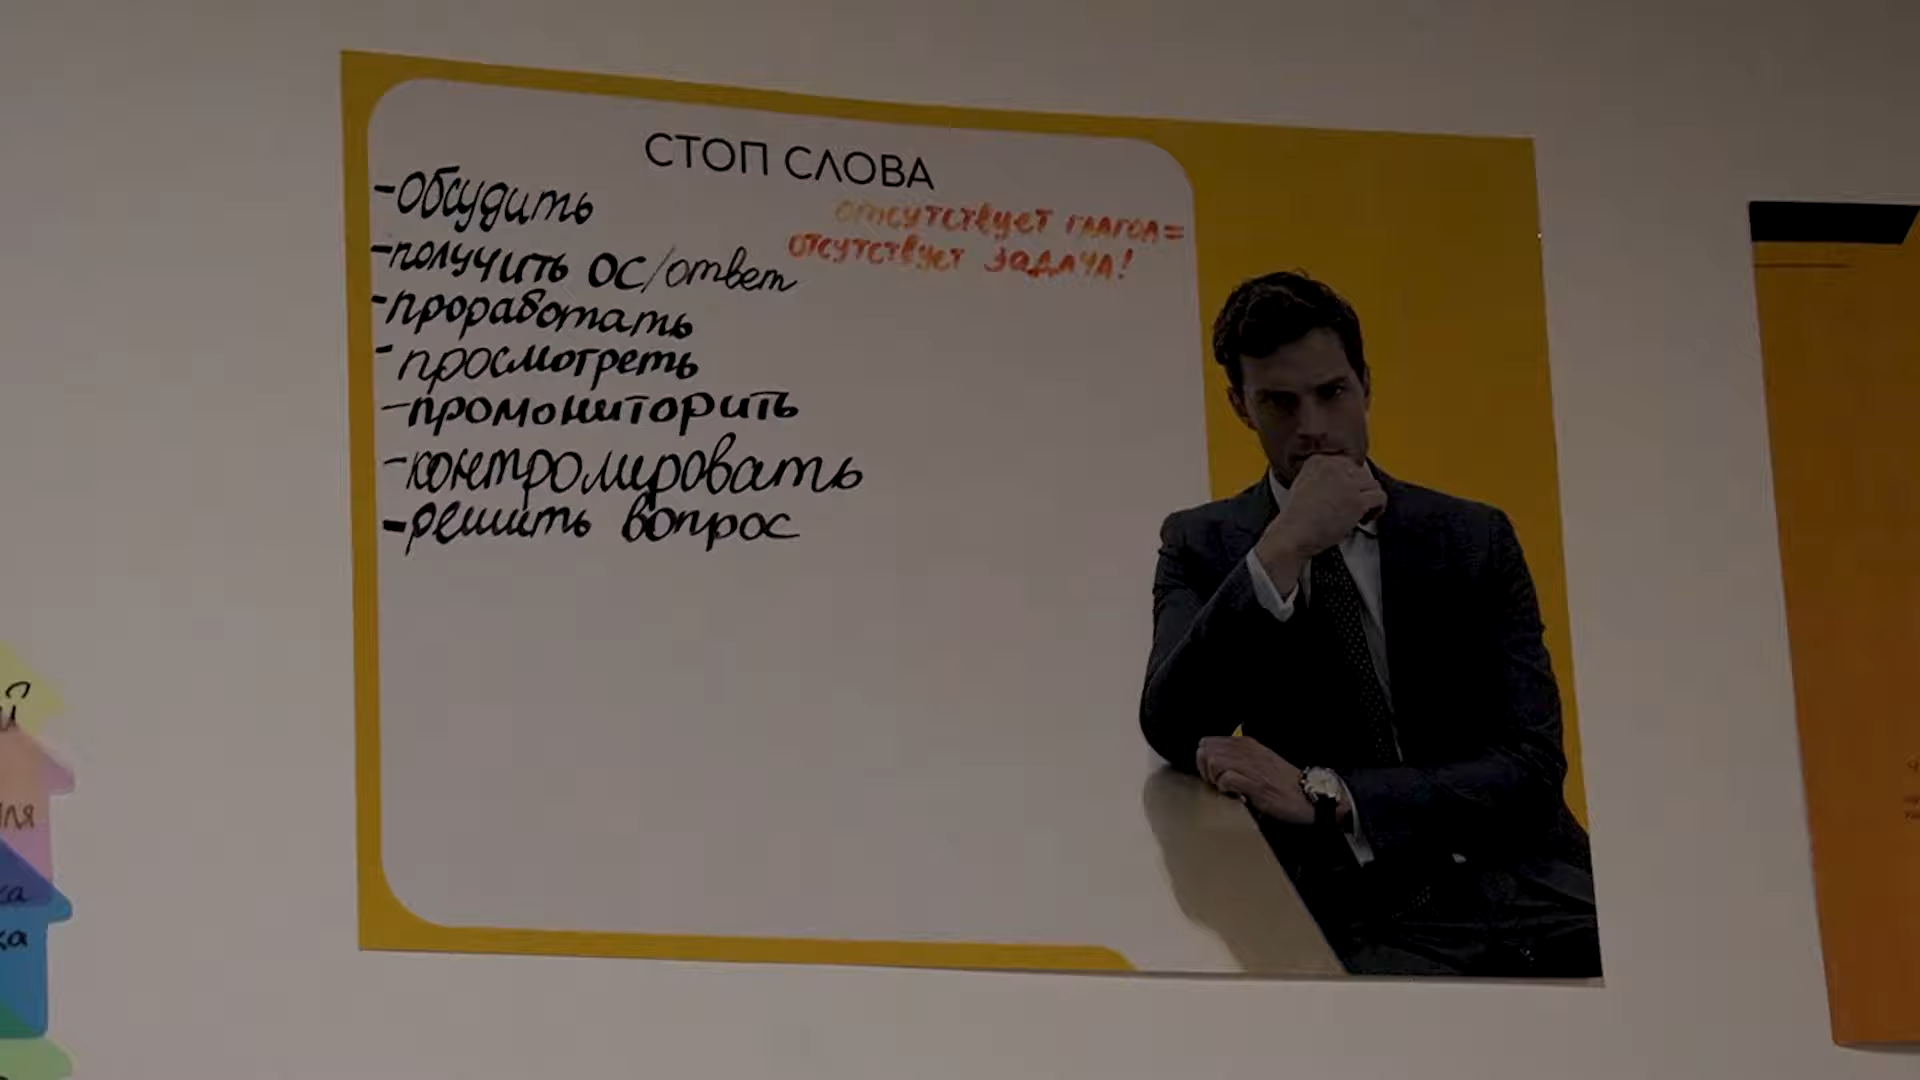 СТОП СЛОВА
-обсудить
отсутствует глагол=
отсутствует задача!
-получить ОС/ответ
-проработать
-просмотреть
-промониторить
-контролировать
-решить вопрос